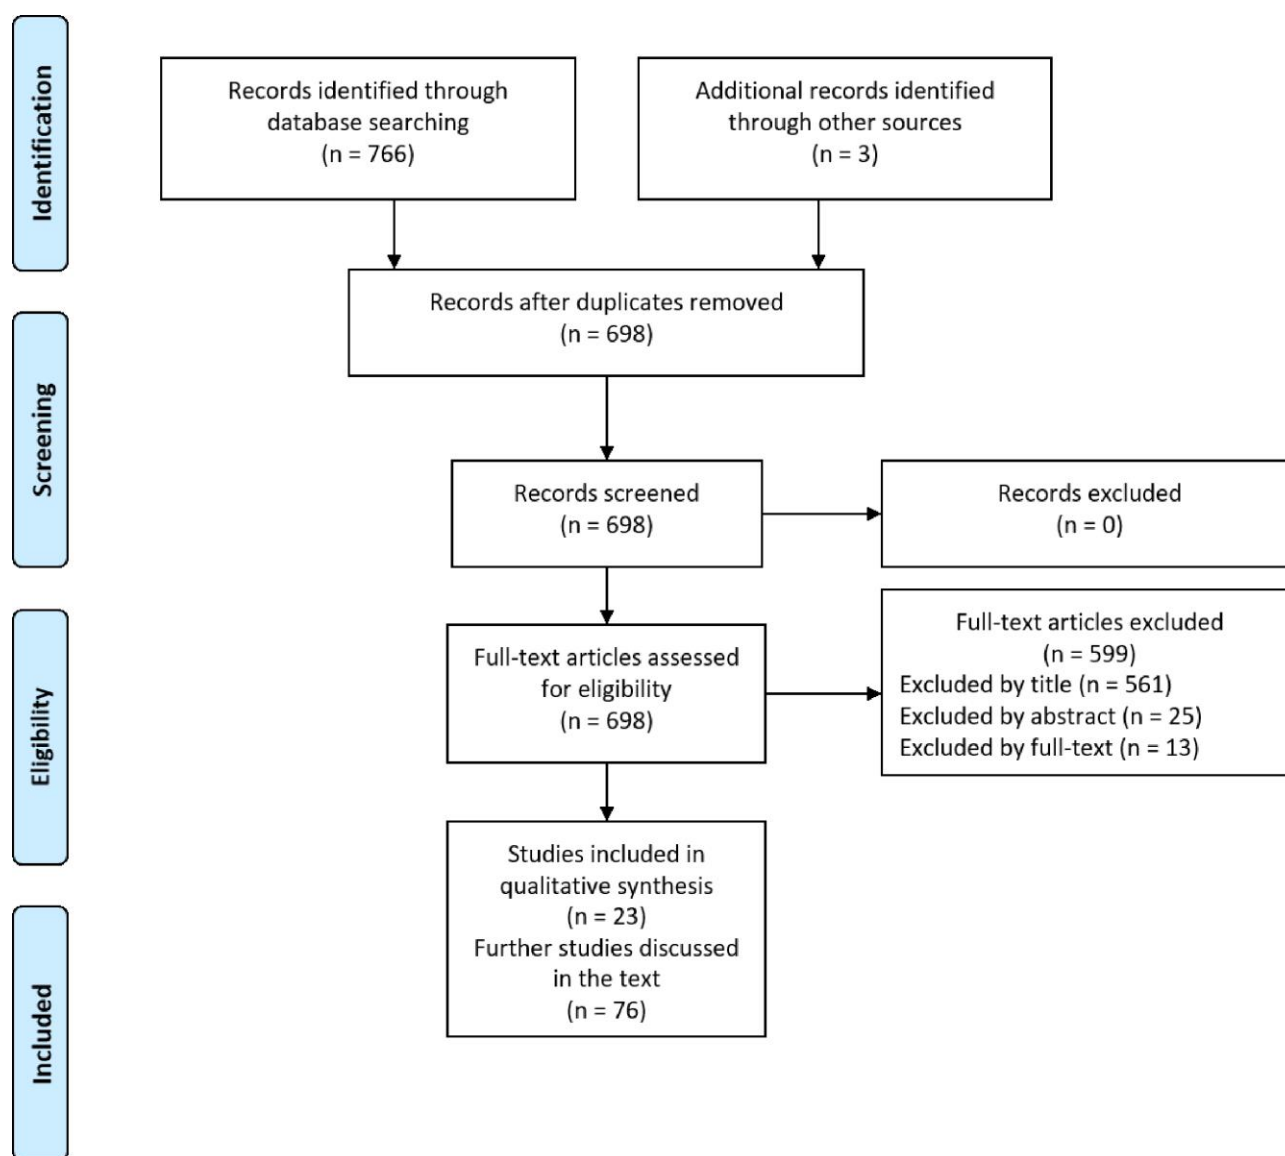 Identification
Records identified through
database searching
(n = 766)
Additional records identified
through other sources
(n = 3)
Records after duplicates removed
(n = 698)
Screening
Records screened
(n = 698)
Records excluded
(n = 0)
Eligibility
Full-text articles assessed
for eligibility
(n = 698)
Full-text articles excluded
(n = 599)
Excluded by title (n = 561)
Excluded by abstract (n = 25)
Excluded by full-text (n = 13)
Included
Studies included in
qualitative synthesis
(n = 23)
Further studies discussed
in the text
(n = 76)